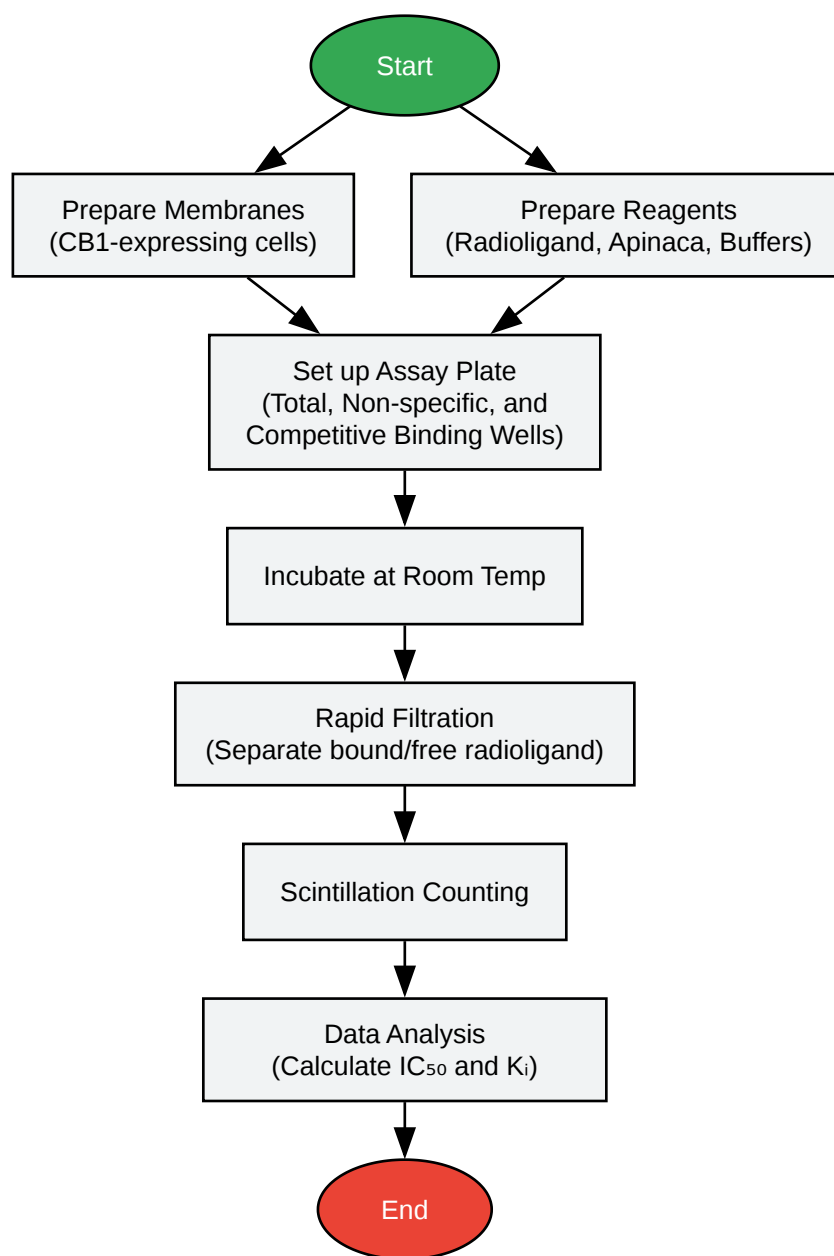 Start
Prepare Membranes
(CB1-expressing cells)
Prepare Reagents
(Radioligand, Apinaca, Buffers)
Set up Assay Plate
(Total, Non-specific, and
Competitive Binding Wells)
Incubate at Room Temp
Rapid Filtration
(Separate bound/free radioligand)
Scintillation Counting
Data Analysis
(Calculate IC₅₀ and Kᵢ)
End